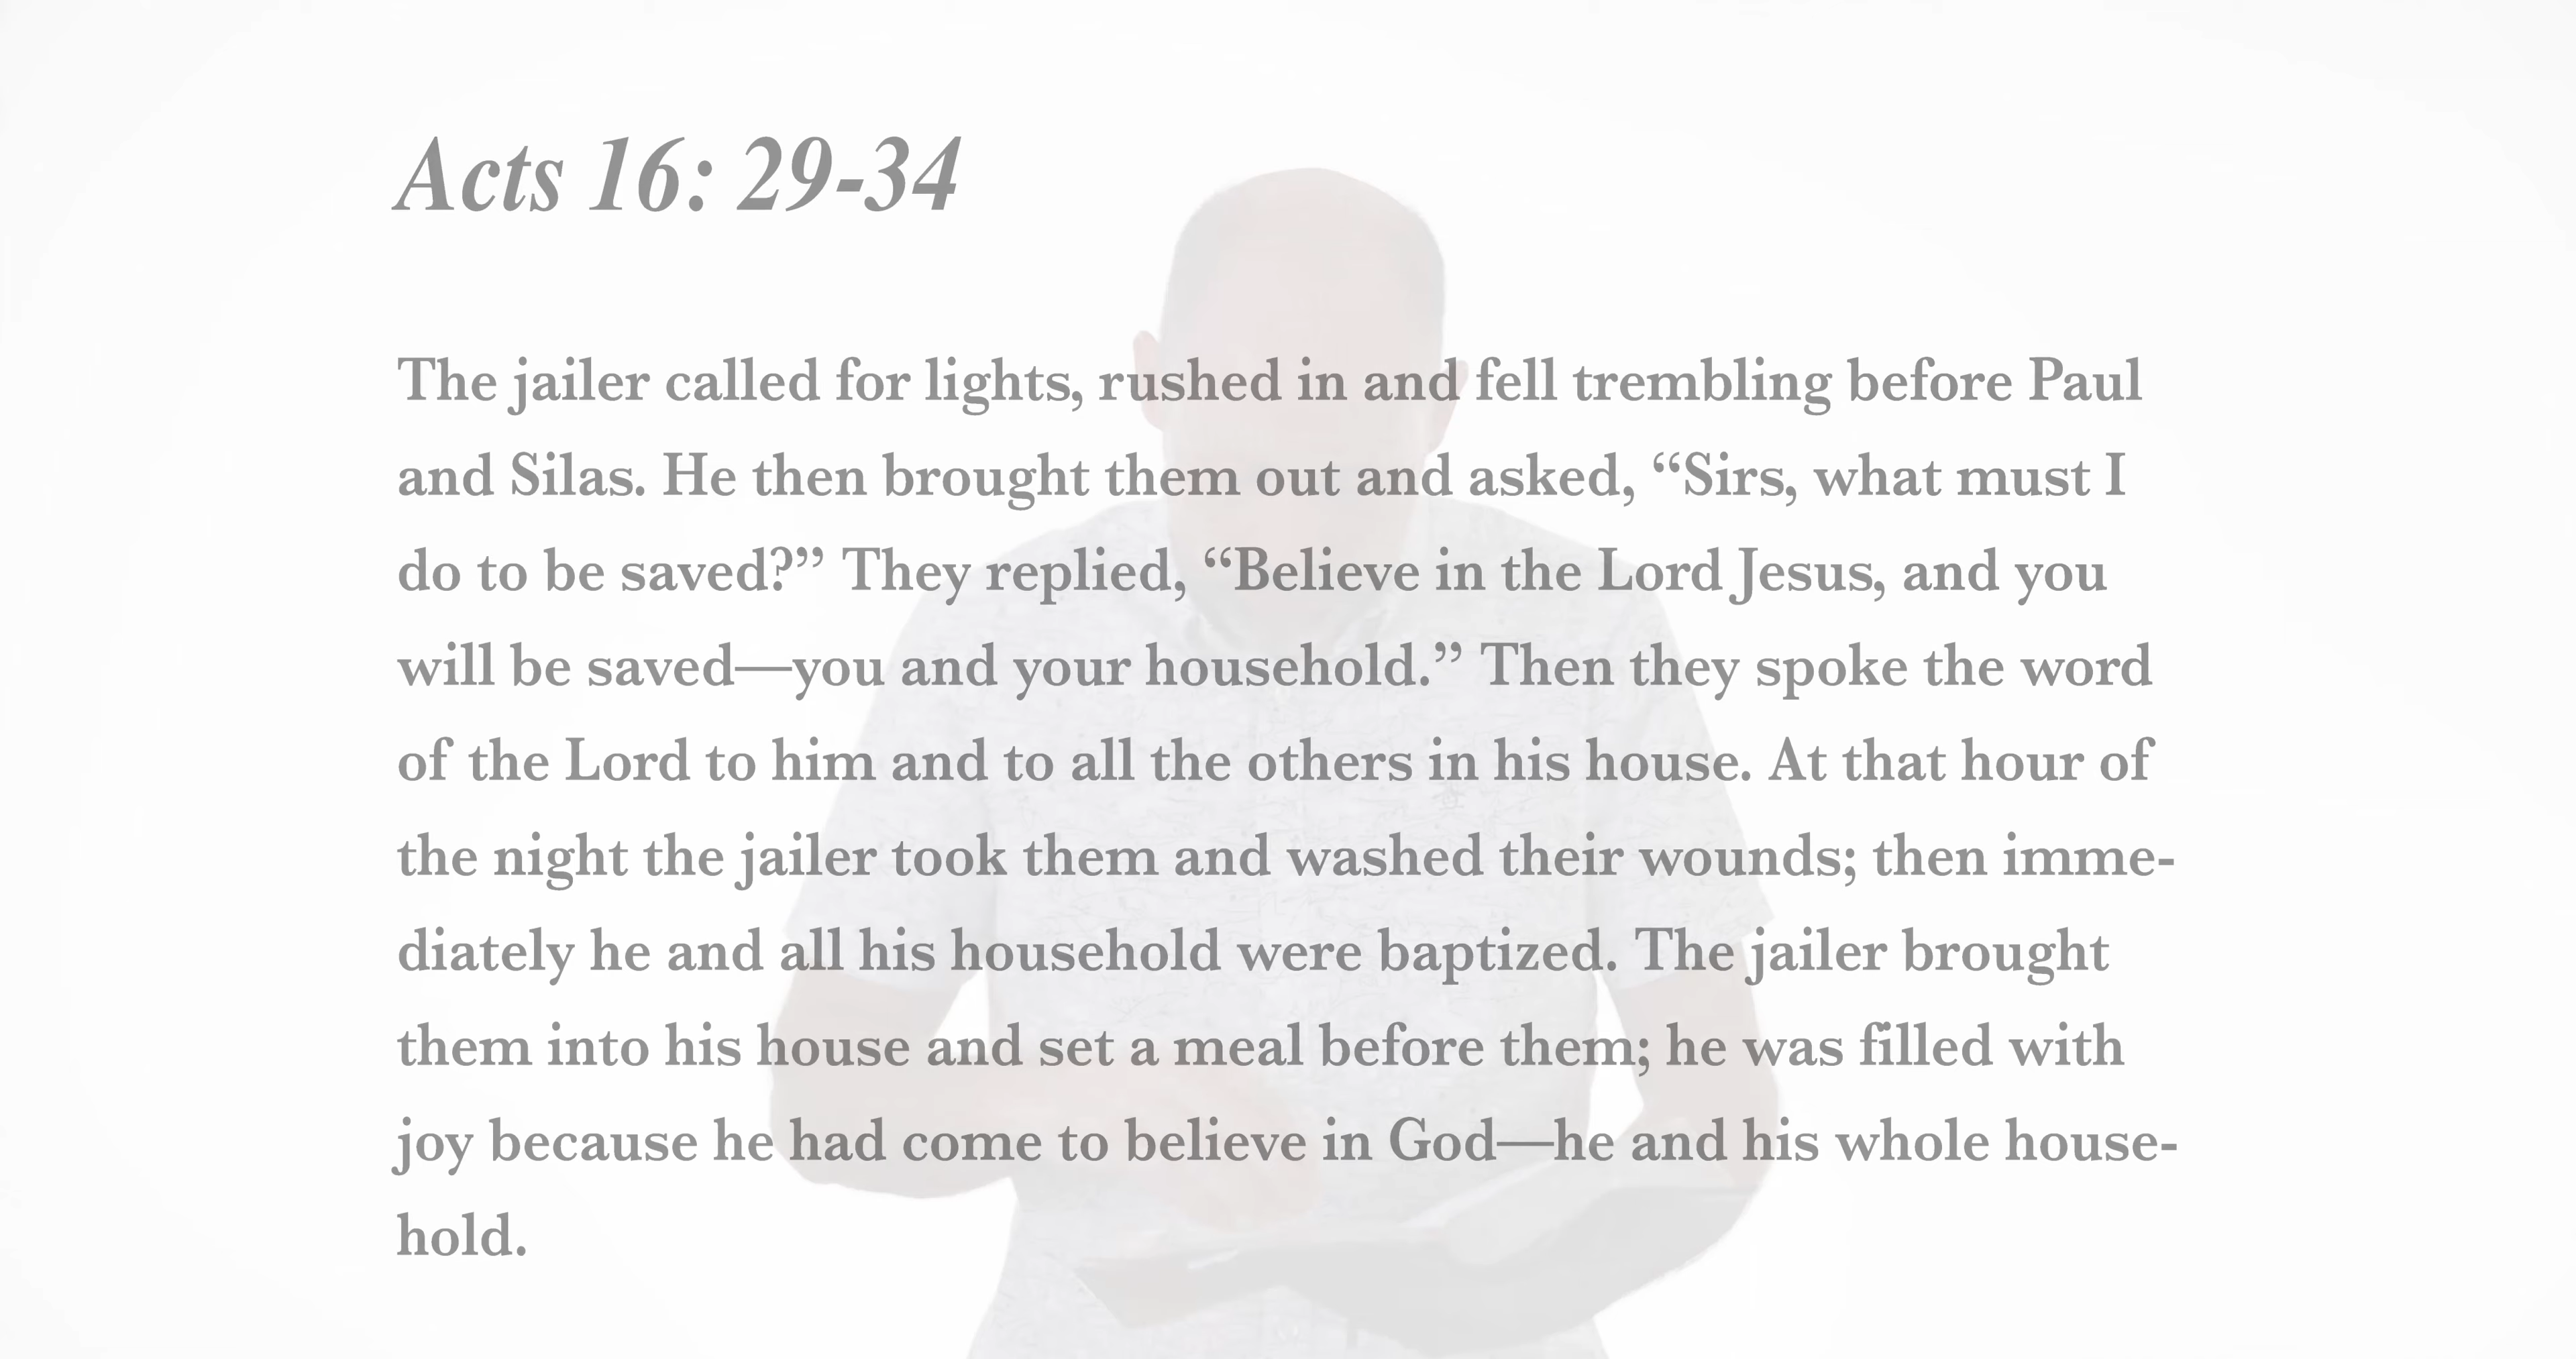 Acts 16: 29-34
The jailer called for lights, rushed in and fell trembling before Paul
and Silas. He then brought them out and asked, “Sirs, what must I
do to be saved?” They replied, “Believe in the Lord Jesus, and you
will be saved—you and your household.” Then they spoke the word
of the Lord to him and to all the others in his house. At that hour of
the night the jailer took them and washed their wounds; then imme-
diately he and all his household were baptized. The jailer brought
them into his house and set a meal before them; he was filled with
joy because he had come to believe in God—he and his whole house-
hold.